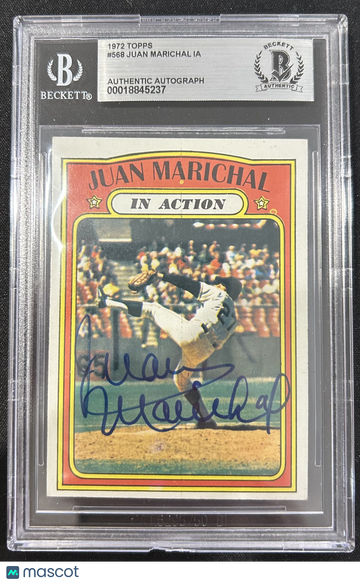 1972 TOPPS
#568 JUAN MARICHAL IA
AUTHENTIC AUTOGRAPH
00018845237
B
BECKETT
BECKETT
B
AUTHENTIC
JUAN MARICHAL
IN ACTION
Juan
Marichal
mascot